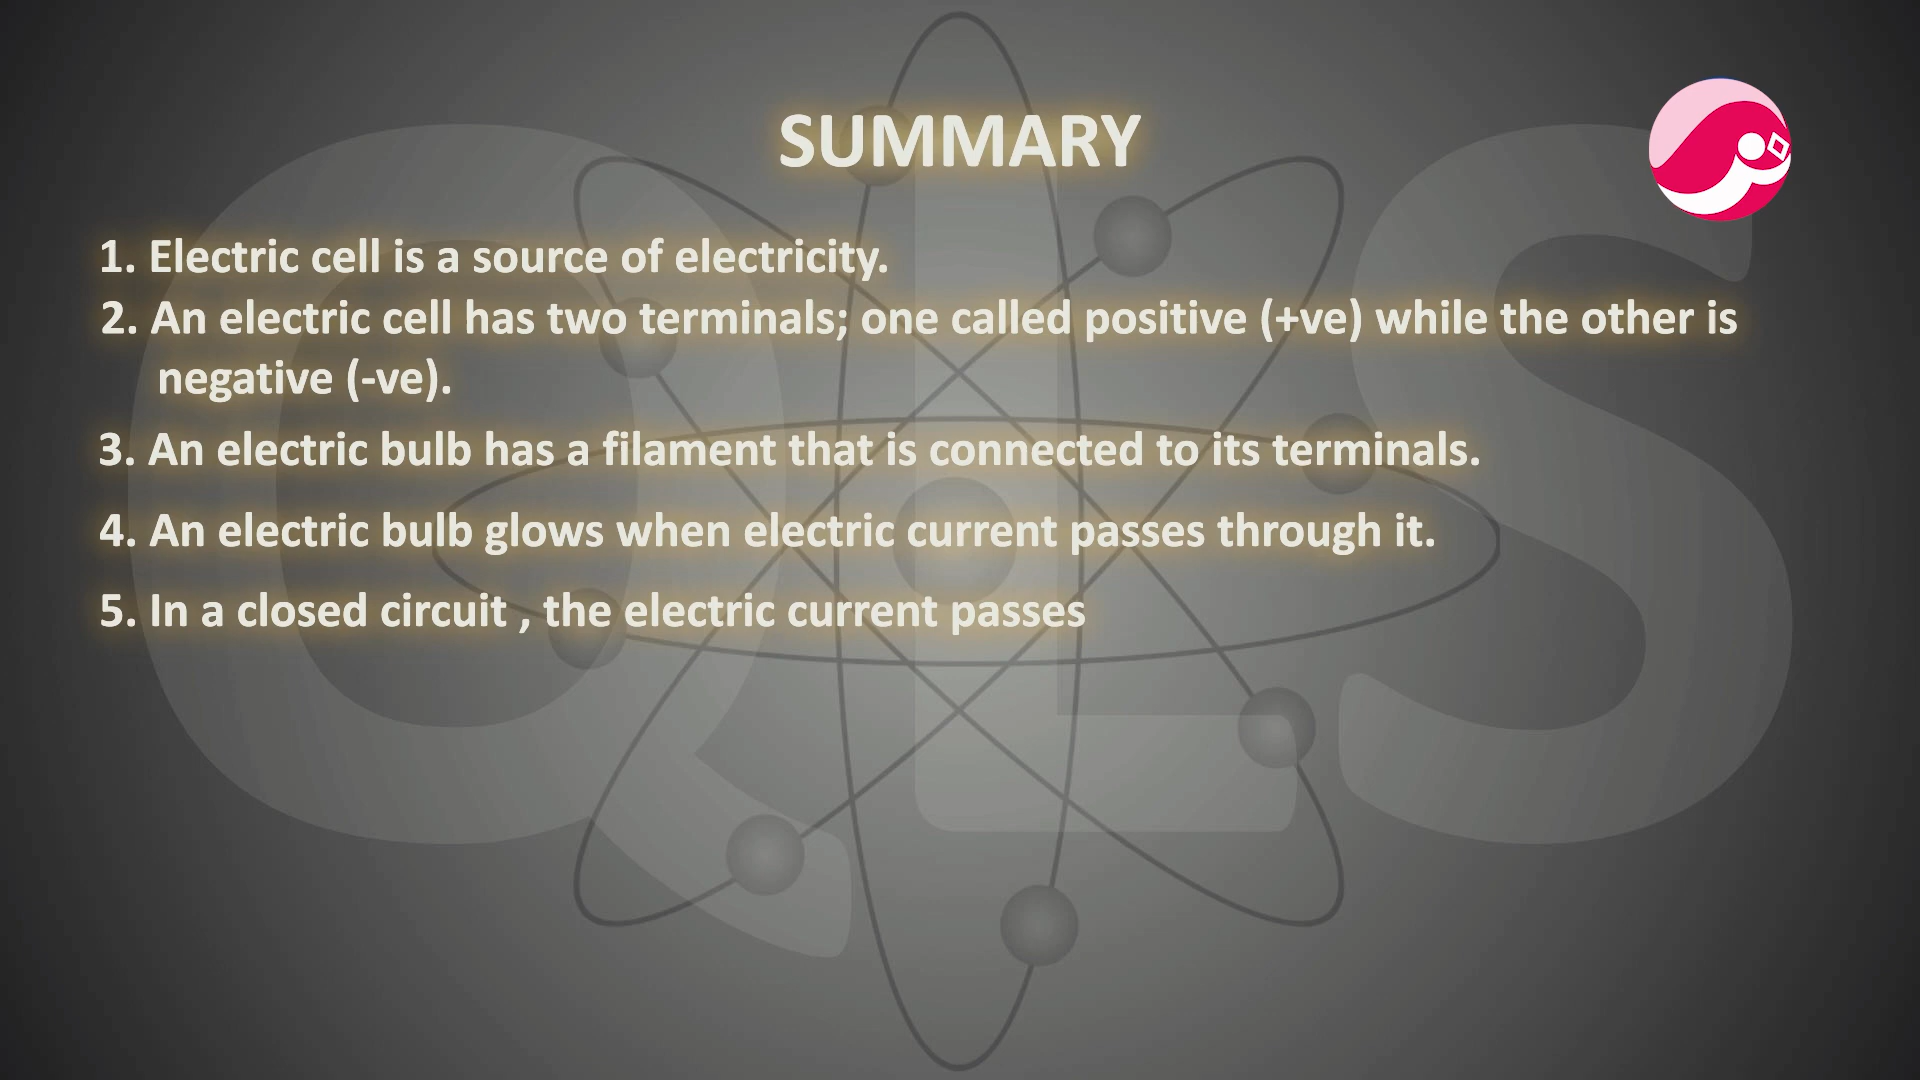 SUMMARY
1. Electric cell is a source of electricity.
2. An electric cell has two terminals; one called positive (+ve) while the other is
negative (-ve).
3. An electric bulb has a filament that is connected to its terminals.
4. An electric bulb glows when electric current passes through it.
5. In a closed circuit , the electric current passes
QLS